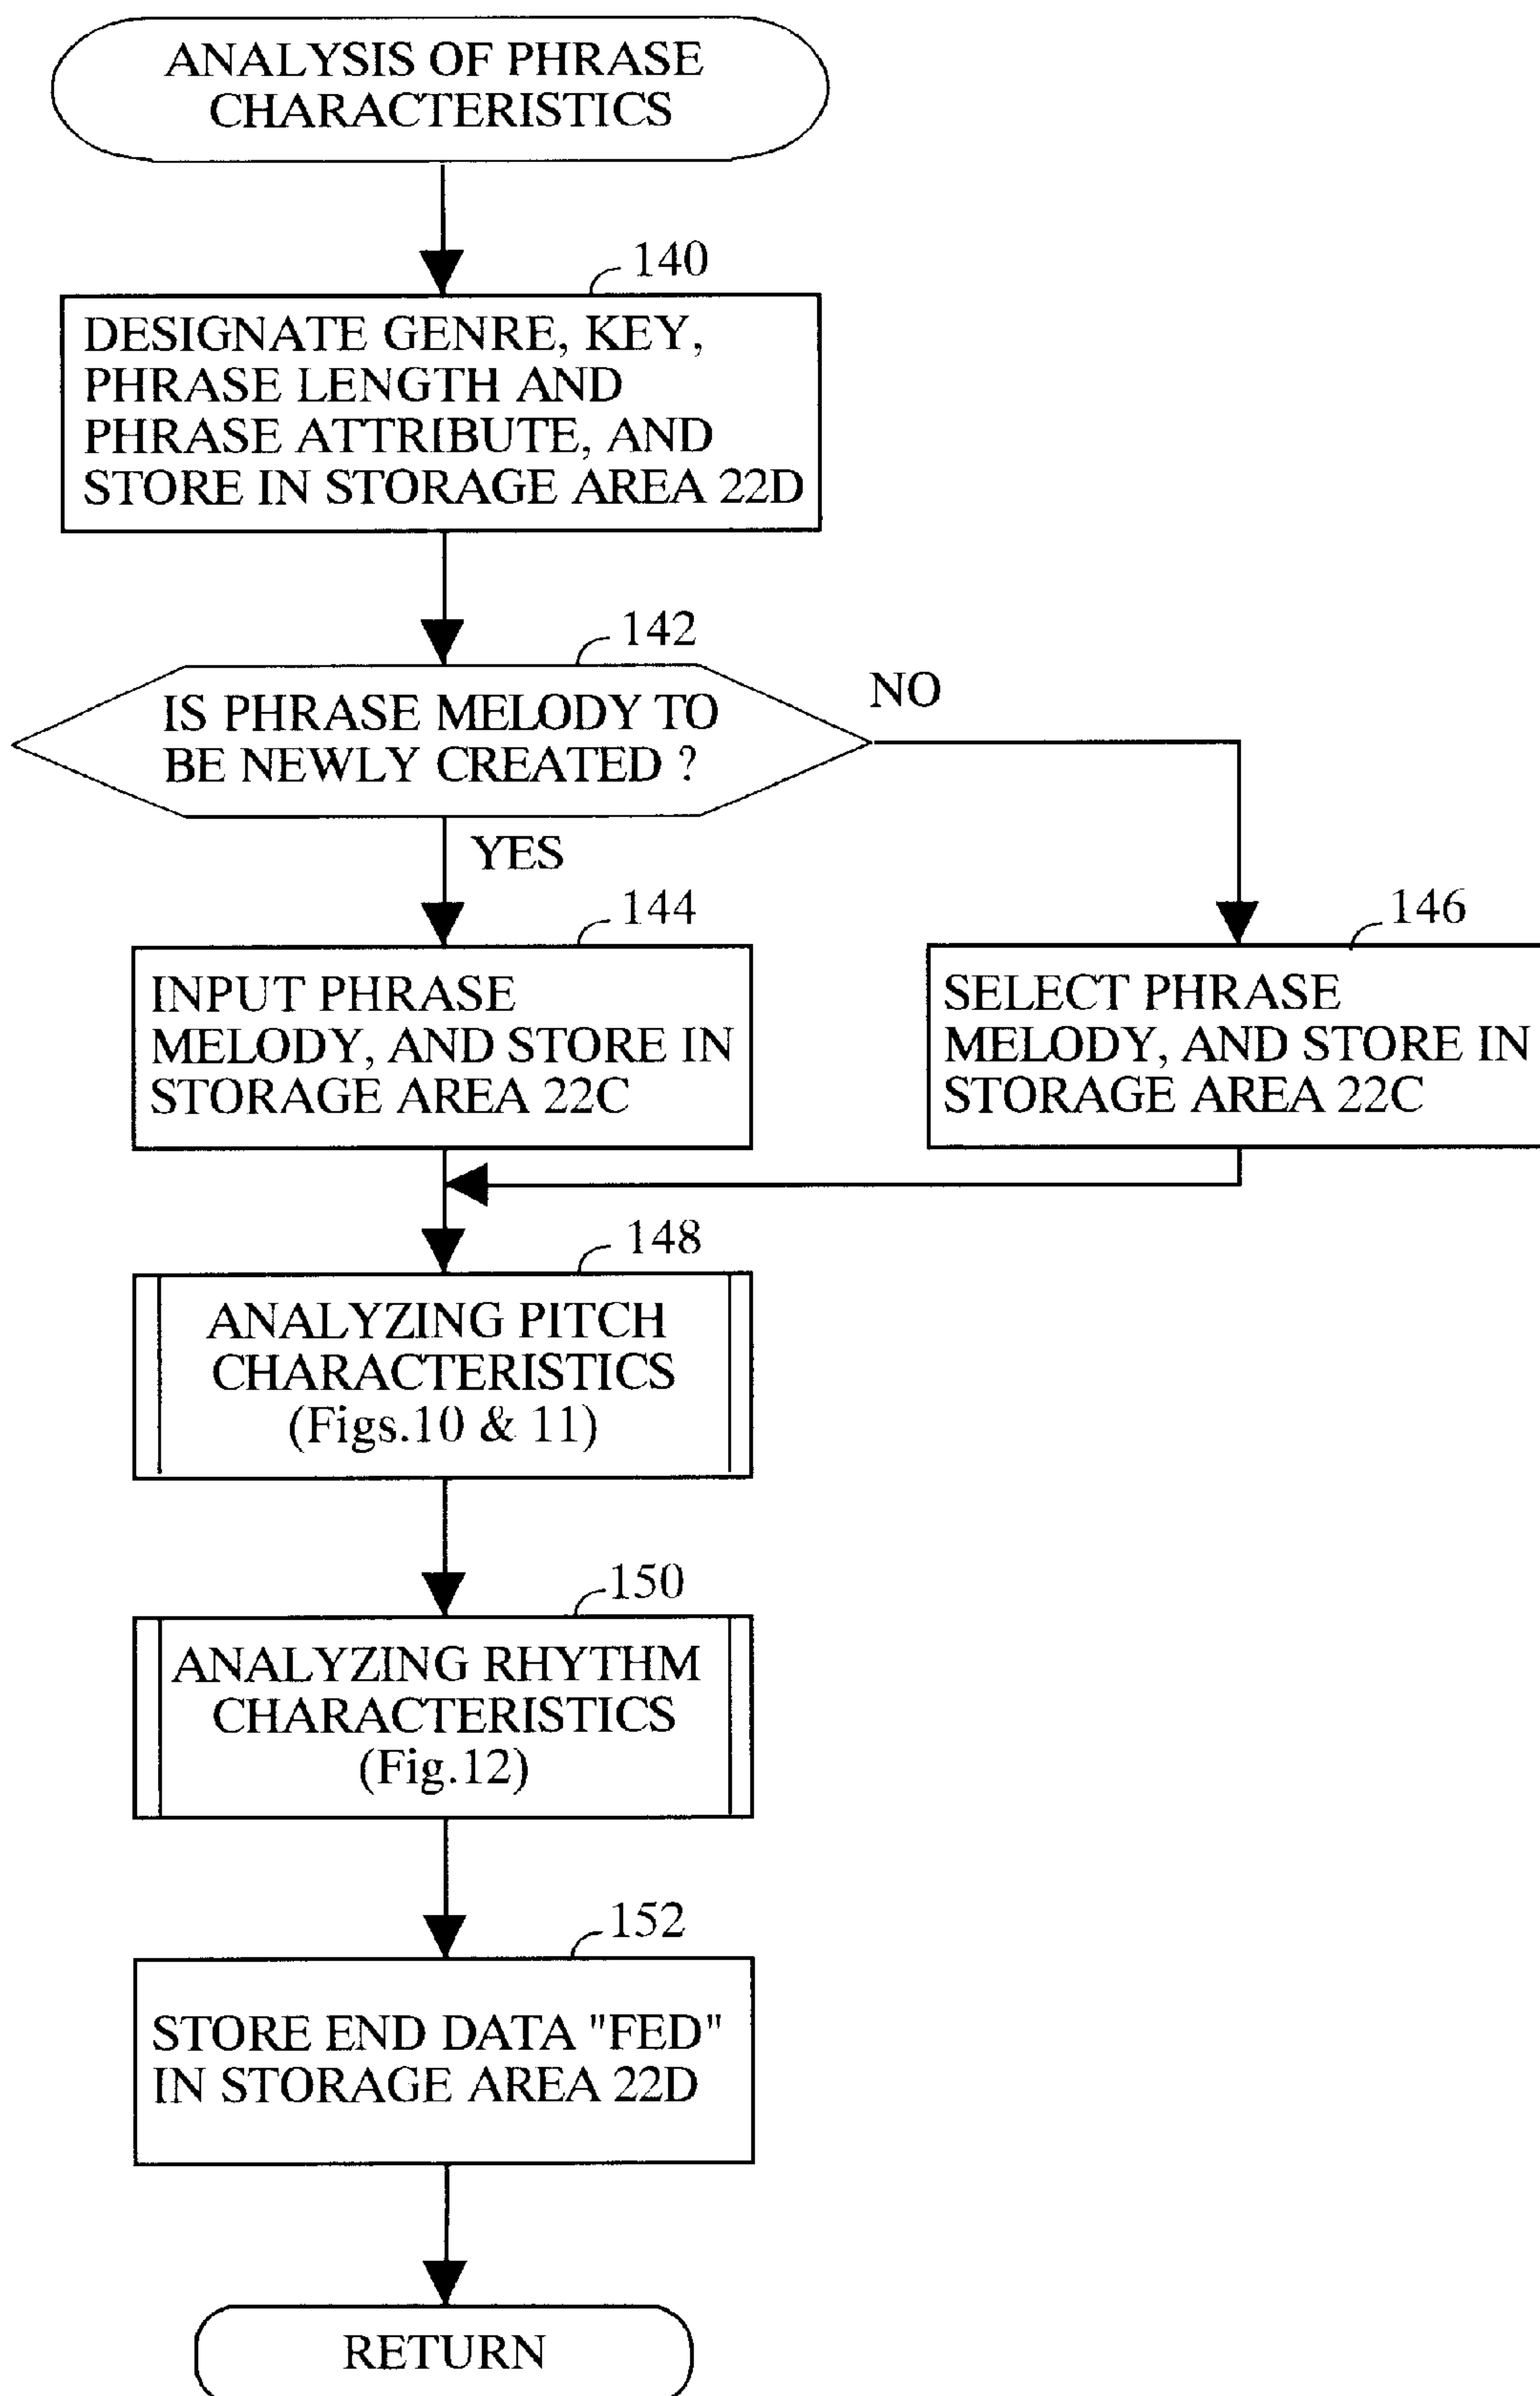 ANALYSIS OF PHRASE
CHARACTERISTICS
140
DESIGNATE GENRE, KEY,
PHRASE LENGTH AND
PHRASE ATTRIBUTE, AND
STORE IN STORAGE AREA 22D
142
IS PHRASE MELODY TO
BE NEWLY CREATED ?
NO
YES
144
INPUT PHRASE
MELODY, AND STORE IN
STORAGE AREA 22C
146
SELECT PHRASE
MELODY, AND STORE IN
STORAGE AREA 22C
148
ANALYZING PITCH
CHARACTERISTICS
(Figs.10 & 11)
150
ANALYZING RHYTHM
CHARACTERISTICS
(Fig.12)
152
STORE END DATA "FED"
IN STORAGE AREA 22D
RETURN